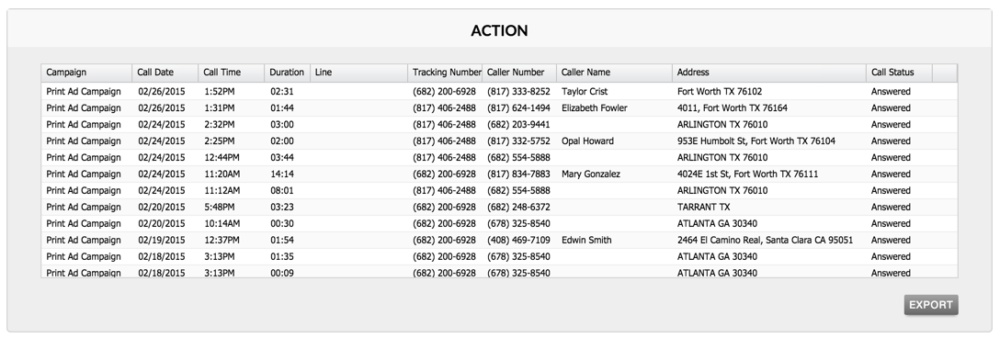 ACTION
Campaign Call Date Call Time Duration Line Tracking Number Caller Number Caller Name Address Call Status
Print Ad Campaign 02/26/2015 1:52PM 02:31 (682) 200-6928 (817) 333-8252 Taylor Crist Fort Worth TX 76102 Answered
Print Ad Campaign 02/26/2015 1:31PM 01:44 (817) 406-2488 (817) 624-1494 Elizabeth Fowler 4011, Fort Worth TX 76164 Answered
Print Ad Campaign 02/24/2015 2:32PM 03:00 (817) 406-2488 (682) 203-9441 ARLINGTON TX 76010 Answered
Print Ad Campaign 02/24/2015 2:25PM 02:00 (817) 406-2488 (817) 332-5752 Opal Howard 953E Humbolt St, Fort Worth TX 76104 Answered
Print Ad Campaign 02/24/2015 12:44PM 03:44 (817) 406-2488 (682) 554-5888 ARLINGTON TX 76010 Answered
Print Ad Campaign 02/24/2015 11:20AM 14:14 (682) 200-6928 (817) 834-7883 Mary Gonzalez 4024E 1st St, Fort Worth TX 76111 Answered
Print Ad Campaign 02/24/2015 11:12AM 08:01 (817) 406-2488 (682) 554-5888 ARLINGTON TX 76010 Answered
Print Ad Campaign 02/20/2015 5:48PM 03:23 (682) 200-6928 (682) 248-6372 TARRANT TX Answered
Print Ad Campaign 02/20/2015 10:14AM 00:30 (682) 200-6928 (678) 325-8540 ATLANTA GA 30340 Answered
Print Ad Campaign 02/19/2015 12:37PM 01:54 (682) 200-6928 (408) 469-7109 Edwin Smith 2464 El Camino Real, Santa Clara CA 95051 Answered
Print Ad Campaign 02/18/2015 3:13PM 01:35 (682) 200-6928 (678) 325-8540 ATLANTA GA 30340 Answered
Print Ad Campaign 02/18/2015 3:13PM 00:09 (682) 200-6928 (678) 325-8540 ATLANTA GA 30340 Answered
EXPORT